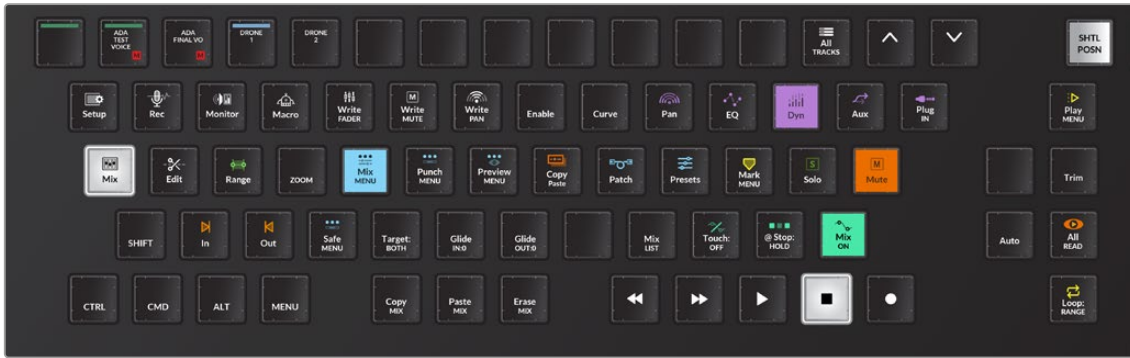 ADA
TEST
VOICE
M
ADA
FINAL VO
M
DRONE
1
DRONE
2
All
TRACKS
SHTL
POSN
Setup
Rec
Monitor
Macro
Write
FADER
M
Write
MUTE
Write
PAN
Enable
Curve
Pan
EQ
Dyn
Aux
Plug
IN
Play
MENU
Mix
Edit
Range
ZOOM
Mix
MENU
Punch
MENU
Preview
MENU
Copy
Paste
Patch
Presets
Mark
MENU
S
Solo
M
Mute
Trim
SHIFT
In
Out
Safe
MENU
Target:
BOTH
Glide
IN:0
Glide
OUT:0
Mix
LIST
Touch:
OFF
@ Stop:
HOLD
Mix
ON
Auto
All
READ
CTRL
CMD
ALT
MENU
Copy
MIX
Paste
MIX
Erase
MIX
Loop:
RANGE